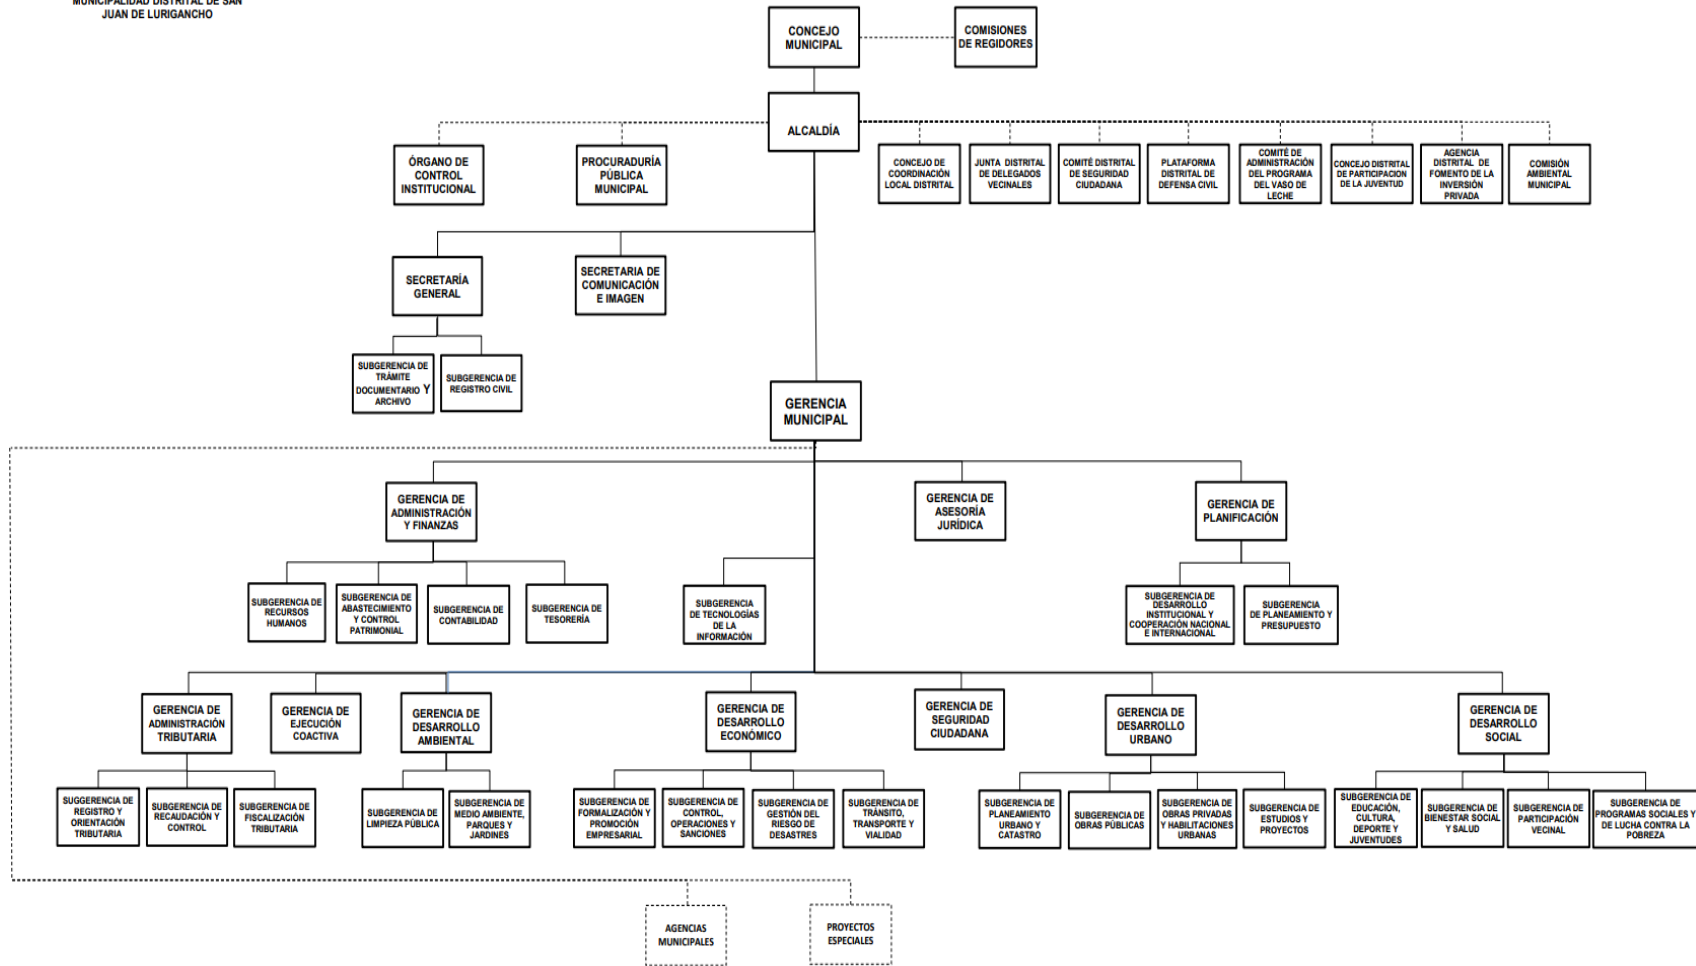 MUNICIPALIDAD DISTRITAL DE SAN
JUAN DE LURIGANCHO
CONCEJO
MUNICIPAL
COMISIONES
DE REGIDORES
ALCALDÍA
ÓRGANO DE
CONTROL
INSTITUCIONAL
PROCURADURÍA
PÚBLICA
MUNICIPAL
CONCEJO DE
COORDINACIÓN
LOCAL DISTRITAL
JUNTA DISTRITAL
DE DELEGADOS
VECINALES
COMITÉ DISTRITAL
DE SEGURIDAD
CIUDADANA
PLATAFORMA
DISTRITAL DE
DEFENSA CIVIL
COMITÉ DE
ADMINISTRACIÓN
DEL PROGRAMA
DEL VASO DE
LECHE
CONCEJO DISTRITAL
DE PARTICIPACION
DE LA JUVENTUD
AGENCIA
DISTRITAL DE
FOMENTO DE LA
INVERSIÓN
PRIVADA
COMISIÓN
AMBIENTAL
MUNICIPAL
SECRETARÍA
GENERAL
SECRETARIA DE
COMUNICACIÓN
E IMAGEN
SUBGERENCIA DE
TRÁMITE
DOCUMENTARIO Y
ARCHIVO
SUBGERENCIA DE
REGISTRO CIVIL
GERENCIA
MUNICIPAL
GERENCIA DE
ADMINISTRACIÓN
Y FINANZAS
GERENCIA DE
ASESORÍA
JURÍDICA
GERENCIA DE
PLANIFICACIÓN
SUBGERENCIA DE
RECURSOS
HUMANOS
SUBGERENCIA DE
ABASTECIMIENTO
Y CONTROL
PATRIMONIAL
SUBGERENCIA DE
CONTABILIDAD
SUBGERENCIA DE
TESORERÍA
SUBGERENCIA
DE TECNOLOGÍAS
DE LA
INFORMACIÓN
SUBGERENCIA DE
DESARROLLO
INSTITUCIONAL Y
COOPERACIÓN NACIONAL
E INTERNACIONAL
SUBGERENCIA
DE PLANEAMIENTO Y
PRESUPUESTO
GERENCIA DE
ADMINISTRACIÓN
TRIBUTARIA
GERENCIA DE
EJECUCIÓN
COACTIVA
GERENCIA DE
DESARROLLO
AMBIENTAL
GERENCIA DE
DESARROLLO
ECONÓMICO
GERENCIA DE
SEGURIDAD
CIUDADANA
GERENCIA DE
DESARROLLO
URBANO
GERENCIA DE
DESARROLLO
SOCIAL
SUGGERENCIA DE
REGISTRO Y
ORIENTACIÓN
TRIBUTARIA
SUBGERENCIA DE
RECAUDACIÓN Y
CONTROL
SUBGERENCIA DE
FISCALIZACIÓN
TRIBUTARIA
SUBGERENCIA DE
LIMPIEZA PÚBLICA
SUBGERENCIA DE
MEDIO AMBIENTE,
PARQUES Y
JARDINES
SUBGERENCIA DE
FORMALIZACIÓN Y
PROMOCIÓN
EMPRESARIAL
SUBGERENCIA DE
CONTROL,
OPERACIONES Y
SANCIONES
SUBGERENCIA DE
GESTIÓN DEL
RIESGO DE
DESASTRES
SUBGERENCIA DE
TRÁNSITO,
TRANSPORTE Y
VIALIDAD
SUBGERENCIA DE
PLANEAMIENTO
URBANO Y
CATASTRO
SUBGERENCIA DE
OBRAS PÚBLICAS
SUBGERENCIA DE
OBRAS PRIVADAS
Y HABILITACIONES
URBANAS
SUBGERENCIA DE
ESTUDIOS Y
PROYECTOS
SUBGERENCIA DE
EDUCACIÓN,
CULTURA,
DEPORTE Y
JUVENTUDES
SUBGERENCIA DE
BIENESTAR SOCIAL
Y SALUD
SUBGERENCIA DE
PARTICIPACIÓN
VECINAL
SUBGERENCIA DE
PROGRAMAS SOCIALES Y
DE LUCHA CONTRA LA
POBREZA
AGENCIAS
MUNICIPALES
PROYECTOS
ESPECIALES